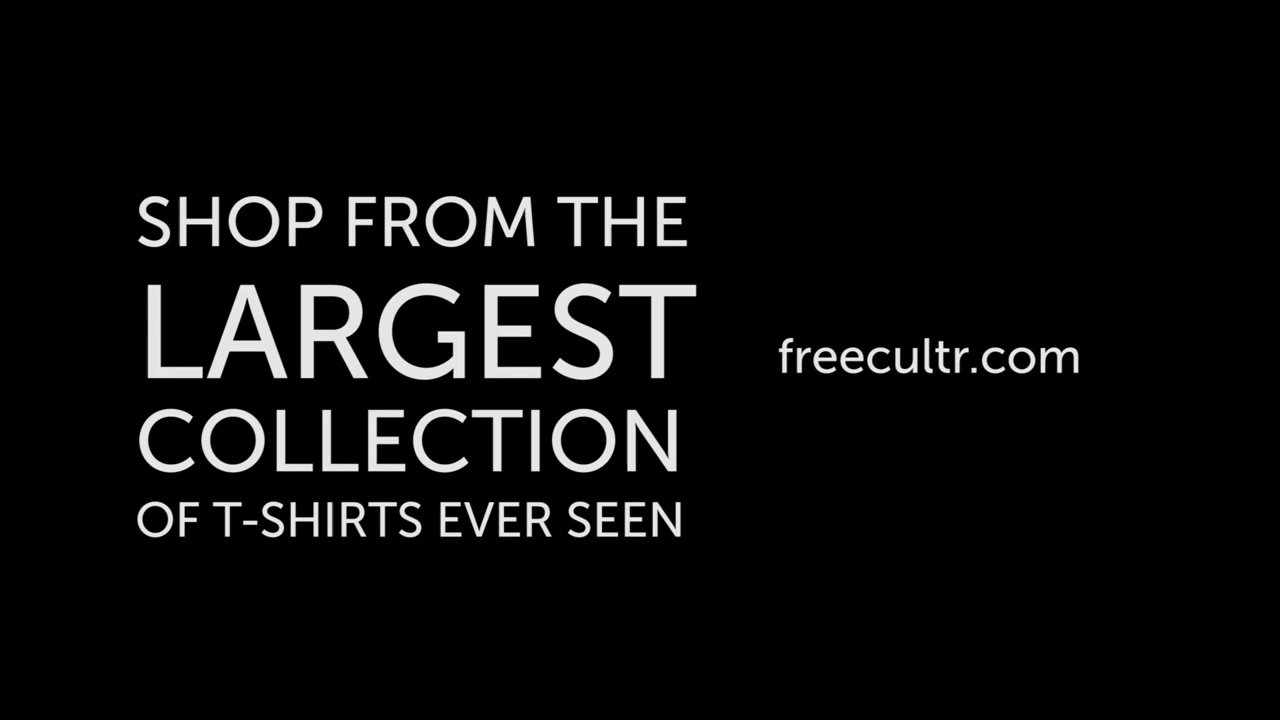 SHOP FROM THE
LARGEST
COLLECTION
OF T-SHIRTS EVER SEEN
freecultr.com